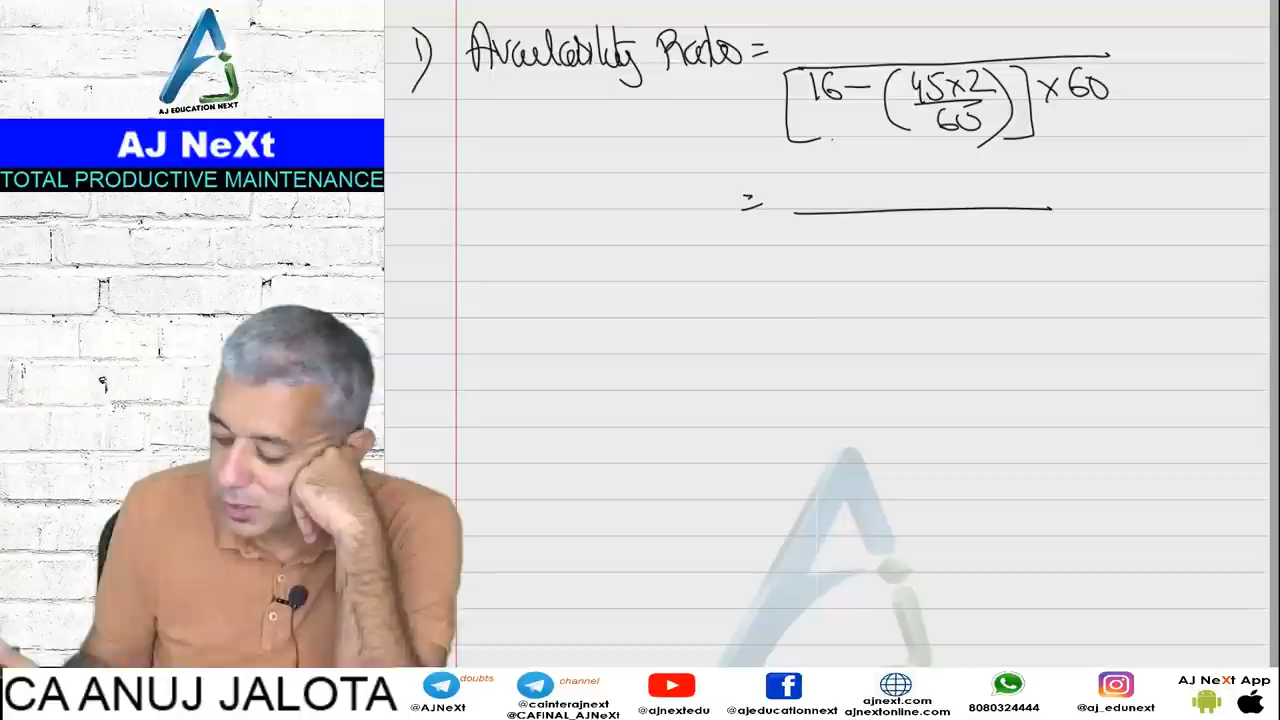 AJ EDUCATION NEXT
AJ NeXt
TOTAL PRODUCTIVE MAINTENANCE
1) Availability Ratio =
[16 - (45 x 2 / 60)] x 60
=
CA ANUJ JALOTA
doubts
@AJNeXt
channel
@cainterajnext
@CAFINAL_AJNeXt
@ajnextedu
@ajeducationnext
ajnext.com
ajnextonline.com
8080324444
@aj_edunext
AJ NeXt App